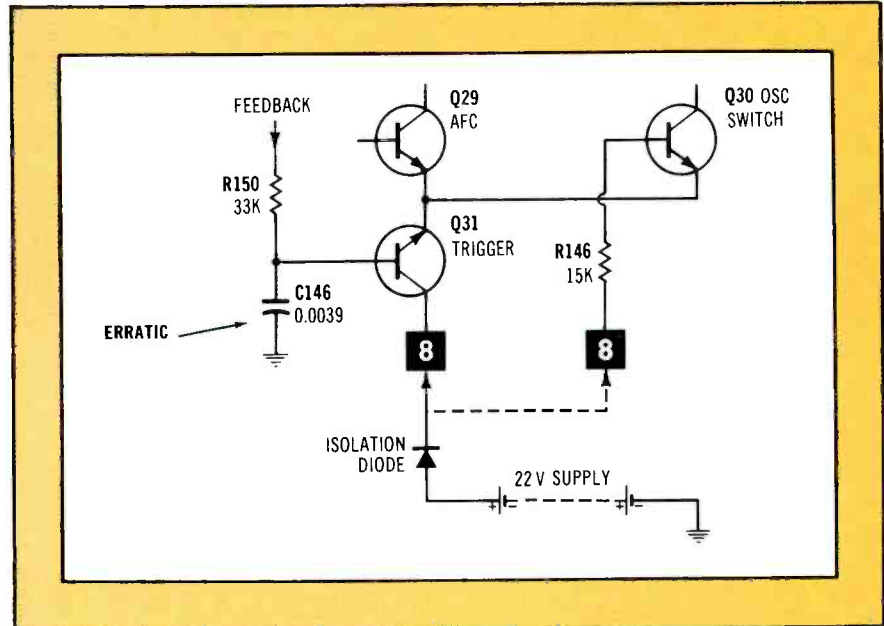 FEEDBACK
R150
33K
C146
0.0039
ERRATIC
Q29
AFC
Q31
TRIGGER
Q30 OSC
SWITCH
R146
15K
8
8
ISOLATION
DIODE
22 V SUPPLY
+ -
+ -